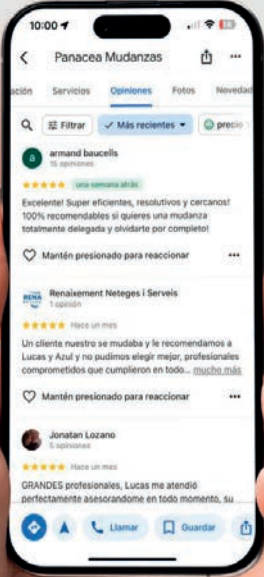 10:00
Panacea Mudanzas
ación Servicios Opiniones Fotos Novedad
Filtrar Más recientes precio
a
armand baucells
15 opiniones
una semana atrás
Excelente! Super eficientes, resolutivos y cercanos!
100% recomendables si quieres una mudanza
totalmente delegada y olvidarte por completo!
Mantén presionado para reaccionar
RENA
Renaixement Neteges i Serveis
1 opinión
Hace un mes
Un cliente nuestro se mudaba y le recomendamos a
Lucas y Azul y no pudimos elegir mejor, profesionales
comprometidos que cumplieron en todo... mucho más
Mantén presionado para reaccionar
Jonatan Lozano
5 opiniones
Hace un mes
GRANDES profesionales, Lucas me atendió
perfectamente asesorandome en todo momento, su
Llamar Guardar